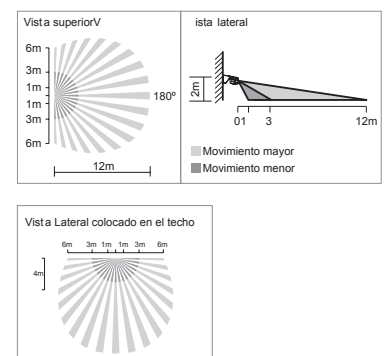 Vista superiorV
6m
3m
1m
1m
3m
6m
180º
12m
ista lateral
2m
01 3 12m
Movimiento mayor
Movimiento menor
Vista Lateral colocado en el techo
6m 3m 1m 1m 3m 6m
4m